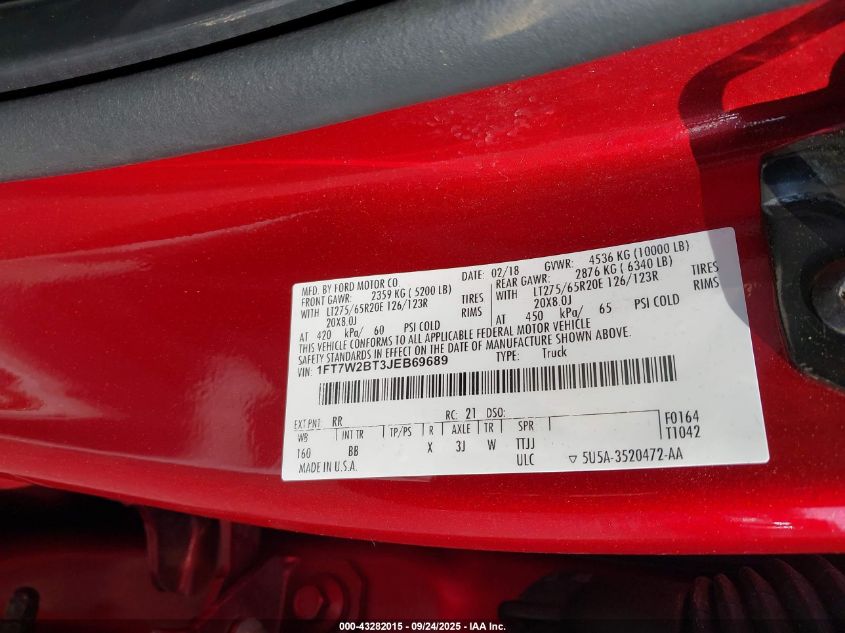 MFD. BY FORD MOTOR CO. DATE: 02/18 GVWR: 4536 KG (10000 LB)
FRONT GAWR: 2359 KG ( 5200 LB) REAR GAWR: 2876 KG ( 6340 LB)
WITH LT275/65R20E 126/123R TIRES WITH LT275/65R20E 126/123R TIRES
20X8.0J RIMS 20X8.0J RIMS
AT 420 kPa/ 60 PSI COLD AT 450 kPa/ 65 PSI COLD
THIS VEHICLE CONFORMS TO ALL APPLICABLE FEDERAL MOTOR VEHICLE
SAFETY STANDARDS IN EFFECT ON THE DATE OF MANUFACTURE SHOWN ABOVE.
VIN: 1FT7W2BT3JEB69689 TYPE: Truck
EXT PNT: RR RC: 21 DSO:
WB INT TR TP/PS R AXLE TR SPR F0164
160 BB X 3J W TTJJ T1042
MADE IN U.S.A. ULC ▽ 5U5A-3520472-AA
000-43282015 - 09/24/2025 - IAA Inc.